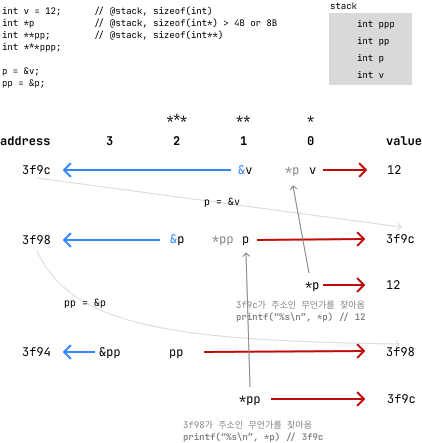 int v = 12; // @stack, sizeof(int)
int *p // @stack, sizeof(int*) > 4B or 8B
int **pp; // @stack, sizeof(int**)
int ***ppp;
p = &v;
pp = &p;
stack
int ppp
int pp
int p
int v
*** ** *
address 3 2 1 0 value
3f9c &v *p v 12
p = &v
3f98 &p *pp p 3f9c
*p 12
3f9c가 주소인 무언가를 찾아옴
printf(“%s\n”, *p) // 12
pp = &p
3f94 &pp pp 3f98
*pp 3f9c
3f98가 주소인 무언가를 찾아옴
printf(“%s\n”, *pp) // 3f9c